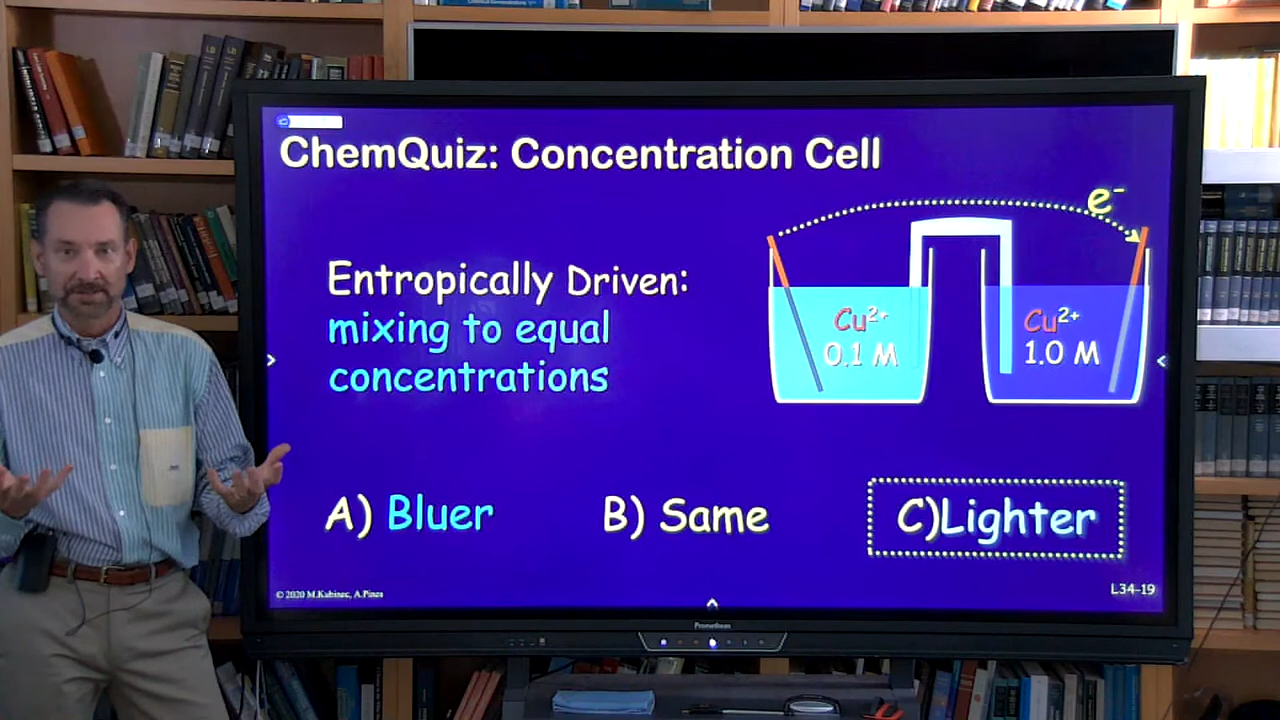 ChemQuiz: Concentration Cell
e⁻
Entropically Driven:
mixing to equal
concentrations
Cu²⁺
0.1 M
Cu²⁺
1.0 M
A) Bluer
B) Same
C)Lighter
© 2020 M.Kubinec, A.Pines
L34-19
Promethean